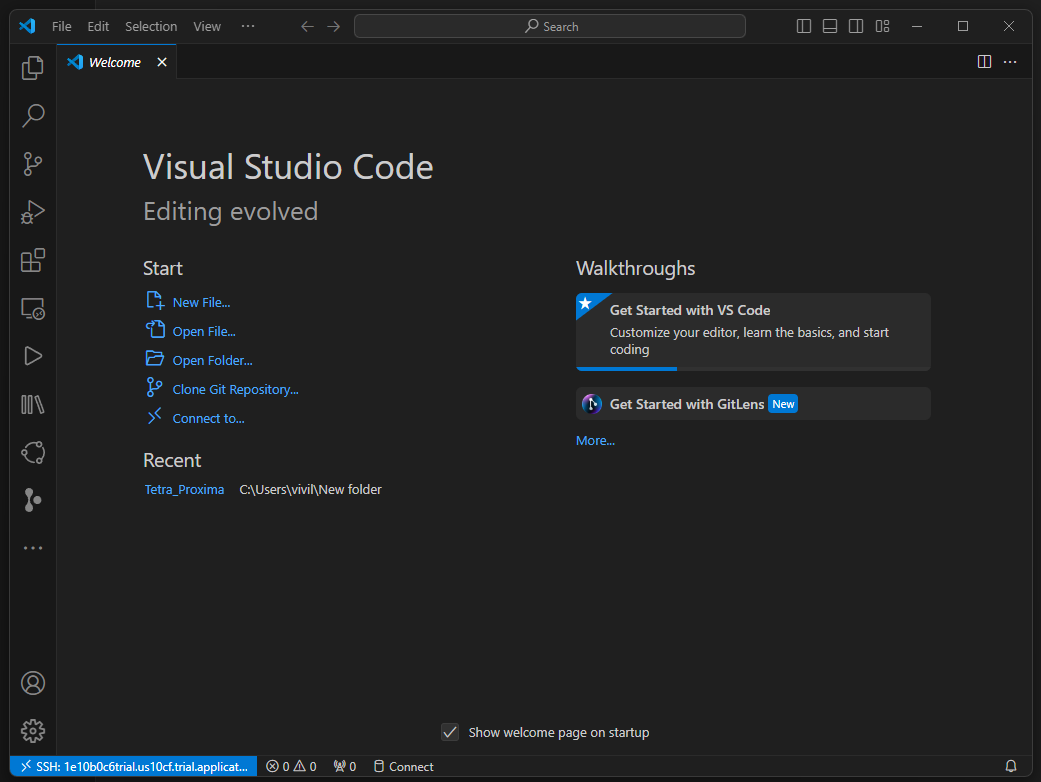 File Edit Selection View ··· Search
Welcome
Visual Studio Code
Editing evolved
Start
New File...
Open File...
Open Folder...
Clone Git Repository...
Connect to...
Recent
Tetra_Proxima C:\Users\vivil\New folder
Walkthroughs
Get Started with VS Code
Customize your editor, learn the basics, and start
coding
Get Started with GitLens New
More...
Show welcome page on startup
SSH: 1e10b0c6trial.us10cf.trial.applicat... 0 0 0 Connect